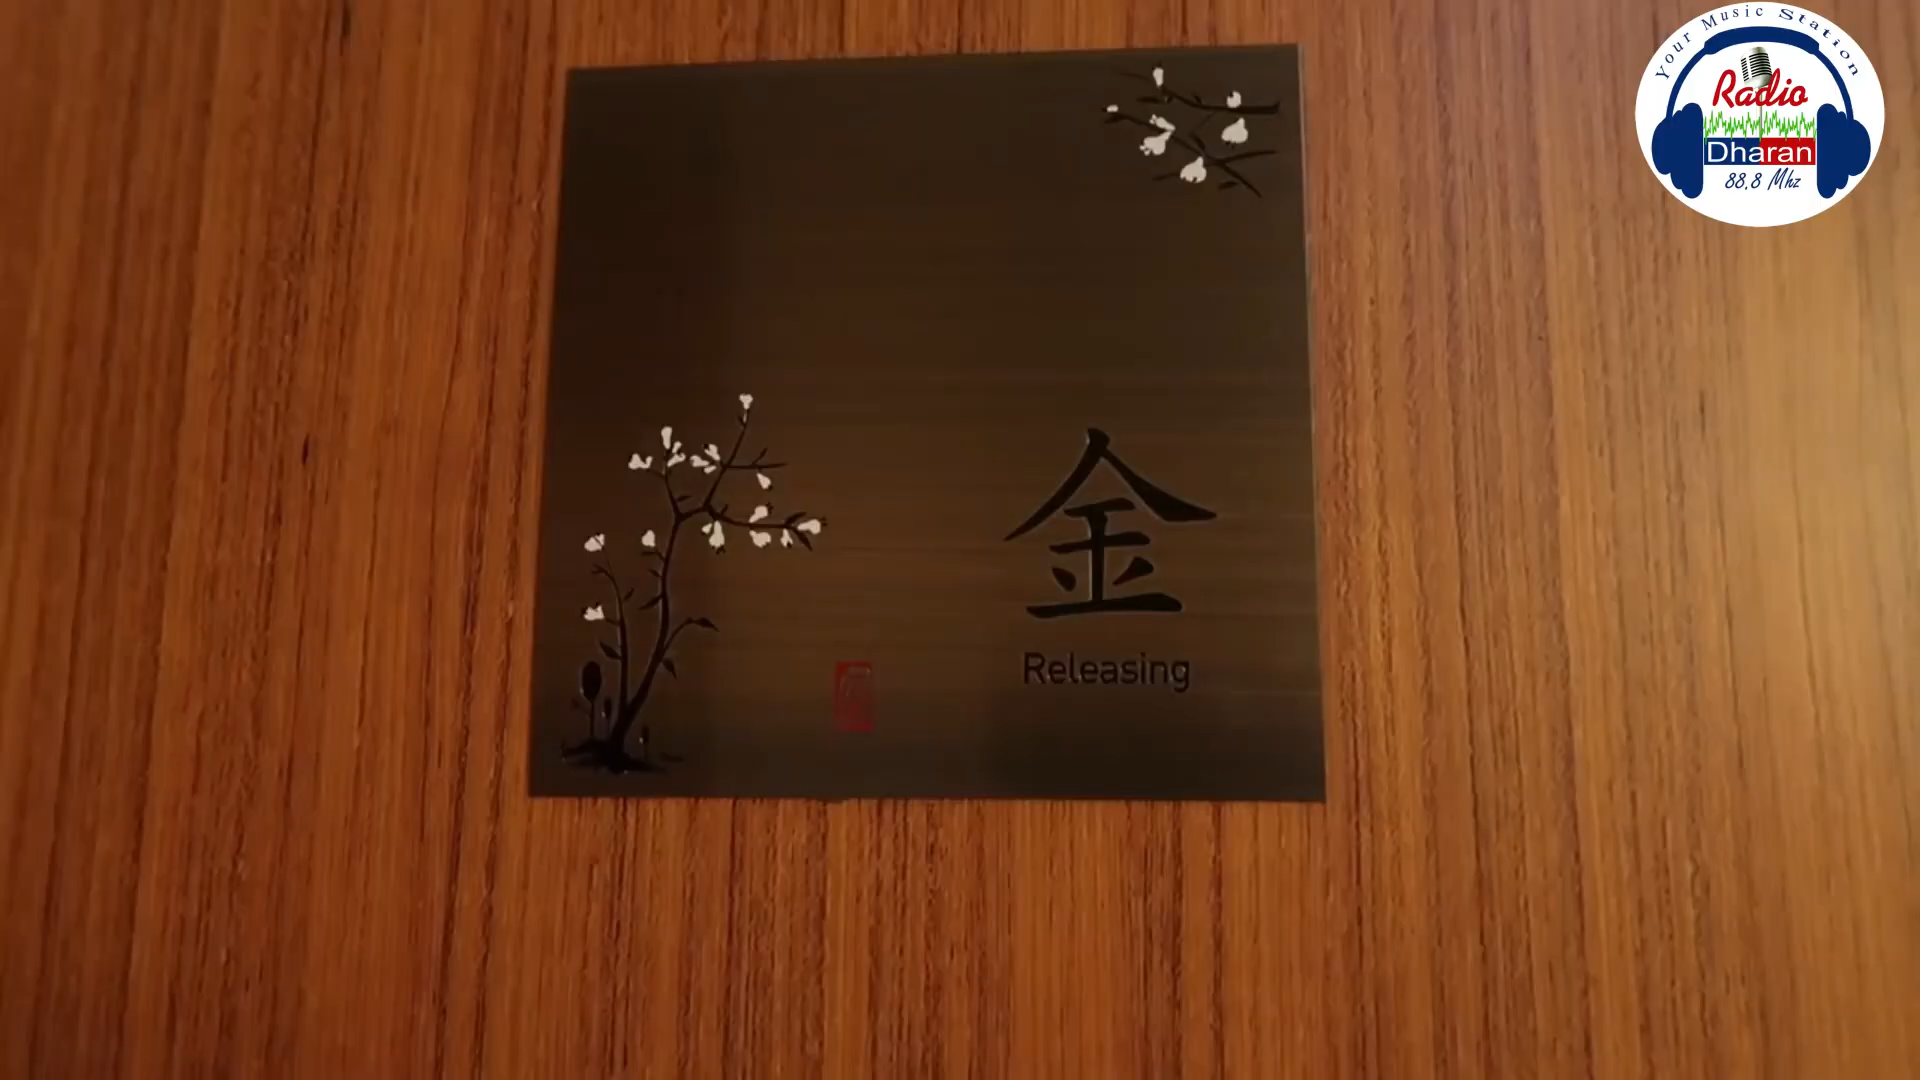 Your Music Station
Radio
Dharan
88.8 Mhz
金
Releasing